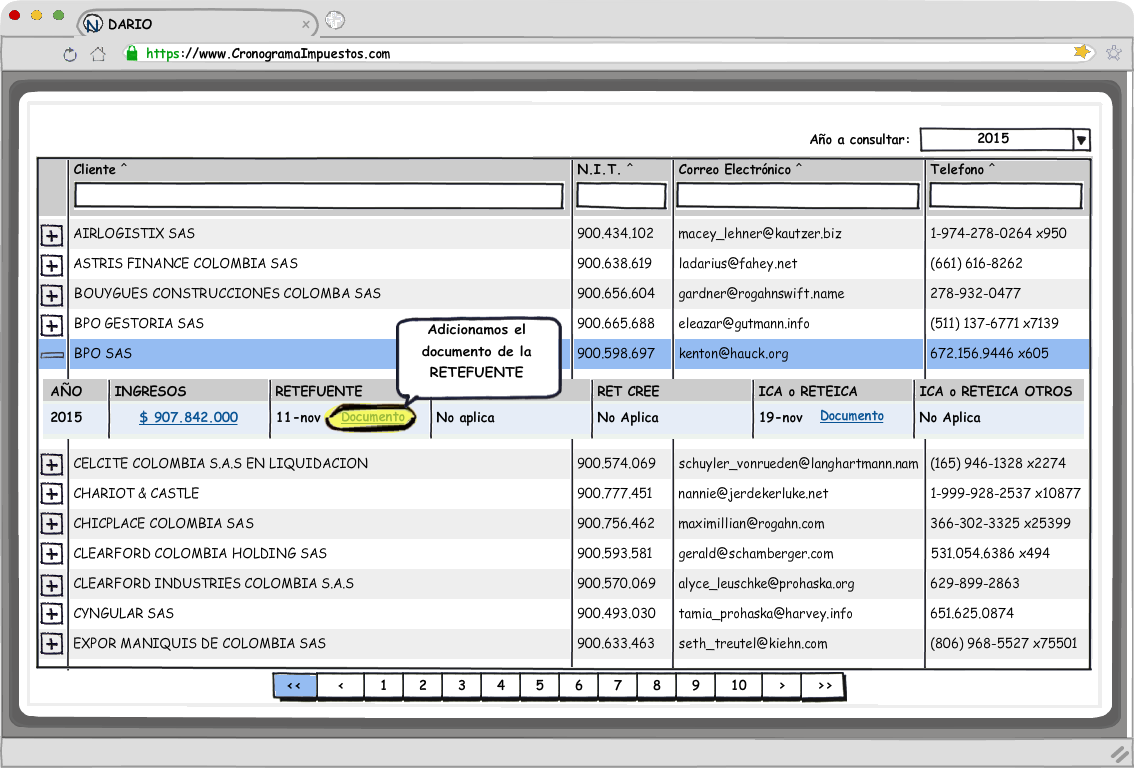 DARIO
https://www.CronogramaImpuestos.com
Año a consultar: 2015
Cliente ^ N.I.T. ^ Correo Electrónico ^ Telefono ^
AIRLOGISTIX SAS 900.434.102 macey_lehner@kautzer.biz 1-974-278-0264 x950
ASTRIS FINANCE COLOMBIA SAS 900.638.619 ladarius@fahey.net (661) 616-8262
BOUYGUES CONSTRUCCIONES COLOMBA SAS 900.656.604 gardner@rogahnswift.name 278-932-0477
BPO GESTORIA SAS 900.665.688 eleazar@gutmann.info (511) 137-6771 x7139
Adicionamos el
documento de la
RETEFUENTE
BPO SAS 900.598.697 kenton@hauck.org 672.156.9446 x605
AÑO INGRESOS RETEFUENTE RET CREE ICA o RETEICA ICA o RETEICA OTROS
2015 $ 907.842.000 11-nov Documento No aplica No Aplica 19-nov Documento No Aplica
CELCITE COLOMBIA S.A.S EN LIQUIDACION 900.574.069 schuyler_vonrueden@langhartmann.nam (165) 946-1328 x2274
CHARIOT & CASTLE 900.777.451 nannie@jerdekerluke.net 1-999-928-2537 x10877
CHICPLACE COLOMBIA SAS 900.756.462 maximillian@rogahn.com 366-302-3325 x25399
CLEARFORD COLOMBIA HOLDING SAS 900.593.581 gerald@schamberger.com 531.054.6386 x494
CLEARFORD INDUSTRIES COLOMBIA S.A.S 900.570.069 alyce_leuschke@prohaska.org 629-899-2863
CYNGULAR SAS 900.493.030 tamia_prohaska@harvey.info 651.625.0874
EXPOR MANIQUIS DE COLOMBIA SAS 900.633.463 seth_treutel@kiehn.com (806) 968-5527 x75501
<< < 1 2 3 4 5 6 7 8 9 10 > >>